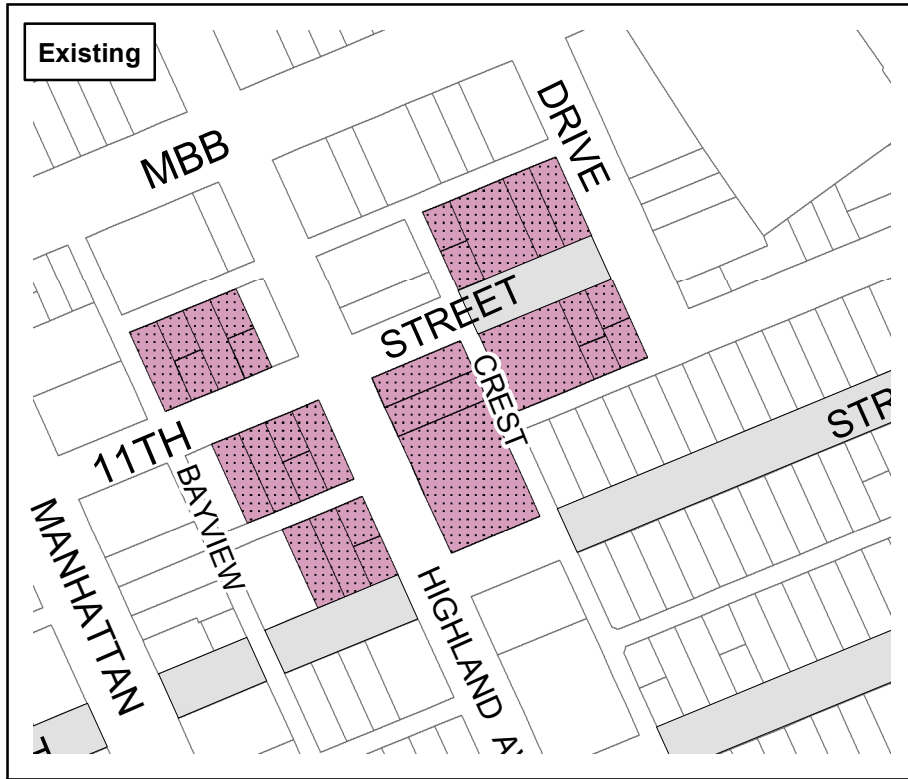 Existing
MBB
DRIVE
STREET
CREST
STR
11TH
BAYVIEW
MANHATTAN
HIGHLAND